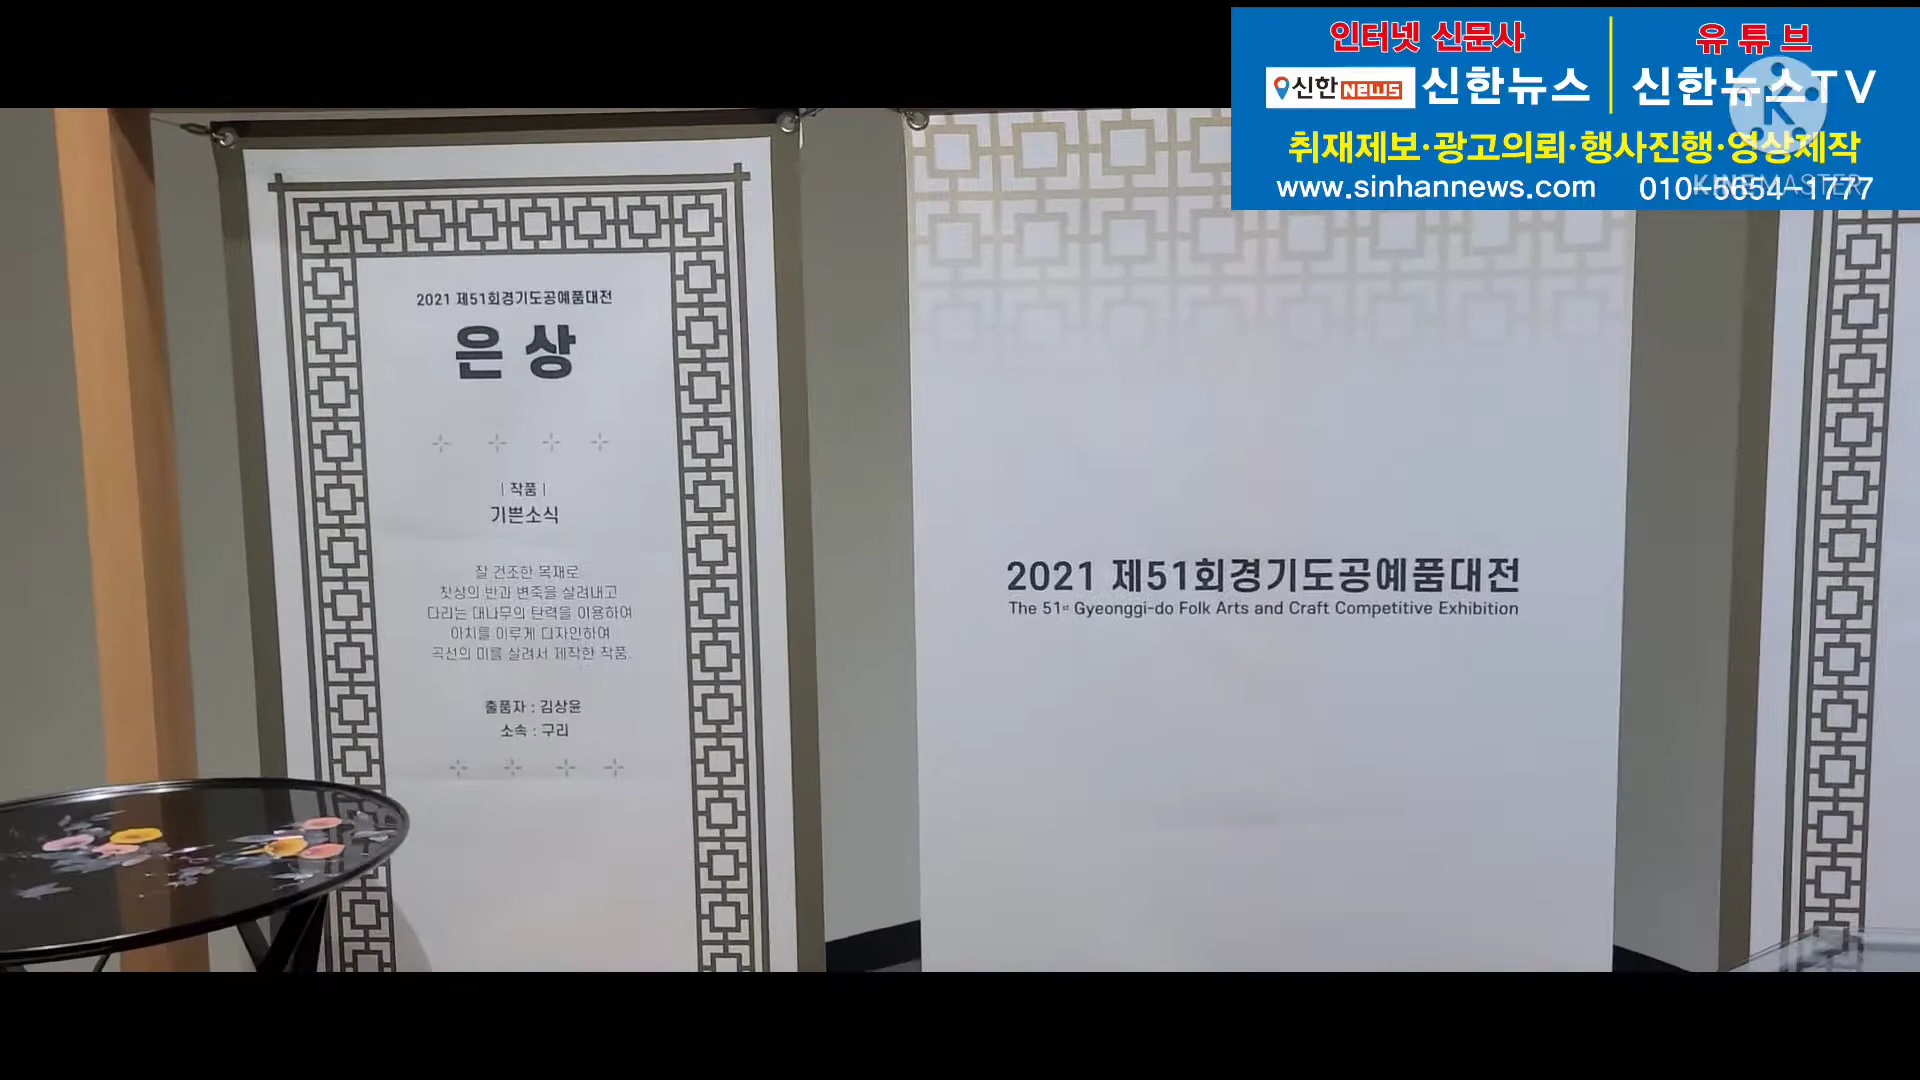 인터넷 신문사
신한NEWS 신한뉴스
유튜브
신한뉴스TV
취재제보·광고의뢰·행사진행·영상제작
www.sinhannews.com 010-5654-1777
KINEMASTER
2021 제51회경기도공예품대전
은상
| 작품 |
기쁜소식
잘 건조한 목재로
찻상의 반과 변죽을 살려내고
다리는 대나무의 탄력을 이용하여
아치를 이루게 디자인하여
곡선의 미를 살려서 제작한 작품.
출품자 : 김상윤
소속 : 구리
2021 제51회경기도공예품대전
The 51st Gyeonggi-do Folk Arts and Craft Competitive Exhibition